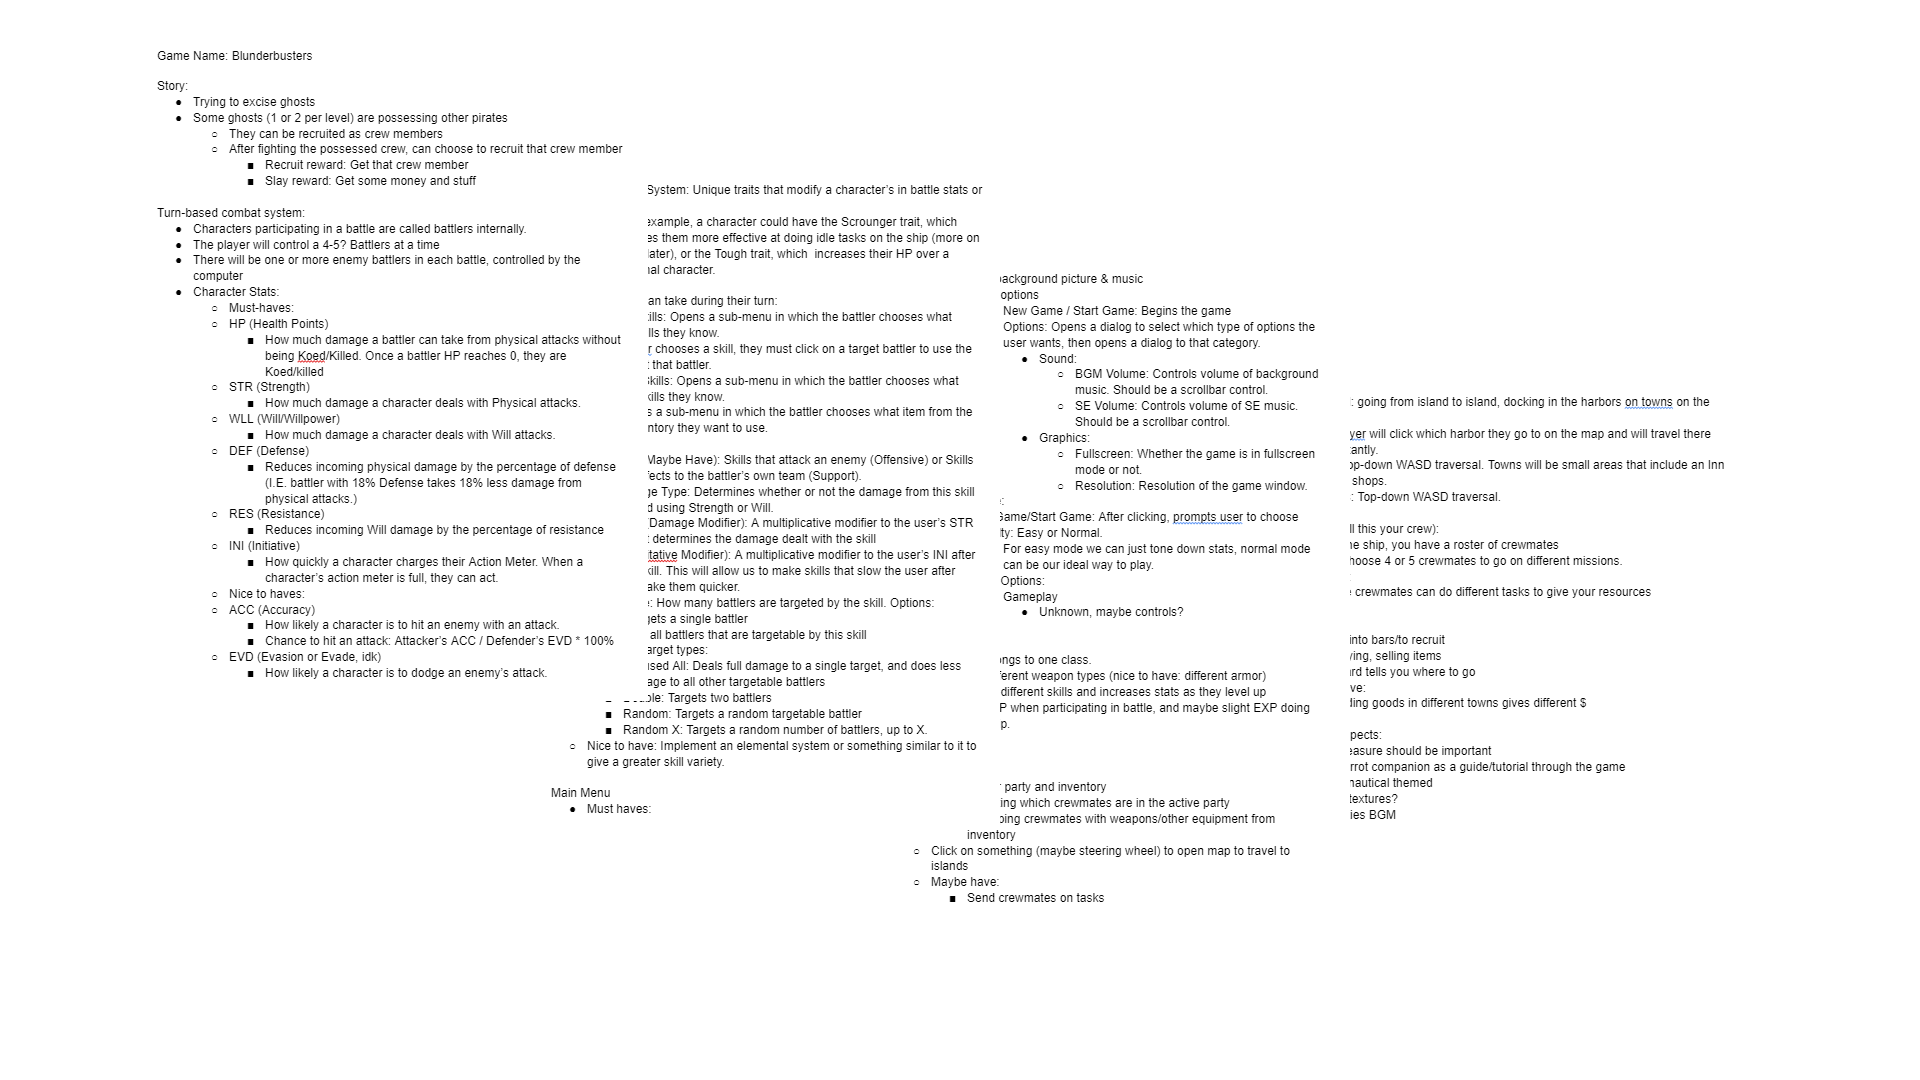 Game Name: Blunderbusters
Story:
● Trying to excise ghosts
● Some ghosts (1 or 2 per level) are possessing other pirates
○ They can be recruited as crew members
○ After fighting the possessed crew, can choose to recruit that crew member
■ Recruit reward: Get that crew member
■ Slay reward: Get some money and stuff
Turn-based combat system:
● Characters participating in a battle are called battlers internally.
● The player will control a 4-5? Battlers at a time
● There will be one or more enemy battlers in each battle, controlled by the
computer
● Character Stats:
○ Must-haves:
○ HP (Health Points)
■ How much damage a battler can take from physical attacks without
being Koed/Killed. Once a battler HP reaches 0, they are
Koed/killed
○ STR (Strength)
■ How much damage a character deals with Physical attacks.
○ WLL (Will/Willpower)
■ How much damage a character deals with Will attacks.
○ DEF (Defense)
■ Reduces incoming physical damage by the percentage of defense
(I.E. battler with 18% Defense takes 18% less damage from
physical attacks.)
○ RES (Resistance)
■ Reduces incoming Will damage by the percentage of resistance
○ INI (Initiative)
■ How quickly a character charges their Action Meter. When a
character's action meter is full, they can act.
○ Nice to haves:
○ ACC (Accuracy)
■ How likely a character is to hit an enemy with an attack.
■ Chance to hit an attack: Attacker's ACC / Defender's EVD * 100%
○ EVD (Evasion or Evade, idk)
■ How likely a character is to dodge an enemy's attack.
System: Unique traits that modify a character's in battle stats or
example, a character could have the Scrounger trait, which
them more effective at doing idle tasks on the ship (more on
later), or the Tough trait, which increases their HP over a
character.
an take during their turn:
Opens a sub-menu in which the battler chooses what
they know.
chooses a skill, they must click on a target battler to use the
that battler.
Skills: Opens a sub-menu in which the battler chooses what
they know.
a sub-menu in which the battler chooses what item from the
they want to use.
Maybe Have): Skills that attack an enemy (Offensive) or Skills
to the battler's own team (Support).
Type: Determines whether or not the damage from this skill
using Strength or Will.
(Damage Modifier): A multiplicative modifier to the user's STR
determines the damage dealt with the skill
Modifier): A multiplicative modifier to the user's INI after
This will allow us to make skills that slow the user after
them quicker.
: How many battlers are targeted by the skill. Options:
a single battler
all battlers that are targetable by this skill
types:
All: Deals full damage to a single target, and does less
to all other targetable battlers
Targets two battlers
■ Random: Targets a random targetable battler
■ Random X: Targets a random number of battlers, up to X.
○ Nice to have: Implement an elemental system or something similar to it to
give a greater skill variety.
Main Menu
● Must haves:
background picture & music
options
New Game / Start Game: Begins the game
Options: Opens a dialog to select which type of options the
user wants, then opens a dialog to that category.
● Sound:
○ BGM Volume: Controls volume of background
music. Should be a scrollbar control.
○ SE Volume: Controls volume of SE music.
Should be a scrollbar control.
● Graphics:
○ Fullscreen: Whether the game is in fullscreen
mode or not.
○ Resolution: Resolution of the game window.
Game/Start Game: After clicking, prompts user to choose
Easy or Normal.
For easy mode we can just tone down stats, normal mode
can be our ideal way to play.
Options:
Gameplay
● Unknown, maybe controls?
to one class.
weapon types (nice to have: different armor)
different skills and increases stats as they level up
when participating in battle, and maybe slight EXP doing
party and inventory
which crewmates are in the active party
crewmates with weapons/other equipment from
inventory
○ Click on something (maybe steering wheel) to open map to travel to
islands
○ Maybe have:
■ Send crewmates on tasks
: going from island to island, docking in the harbors on towns on the
will click which harbor they go to on the map and will travel there
WASD traversal. Towns will be small areas that include an Inn
shops.
: Top-down WASD traversal.
this your crew):
ship, you have a roster of crewmates
4 or 5 crewmates to go on different missions.
crewmates can do different tasks to give your resources
into bars/to recruit
selling items
tells you where to go
goods in different towns gives different $
should be important
companion as a guide/tutorial through the game
nautical themed
textures?
BGM